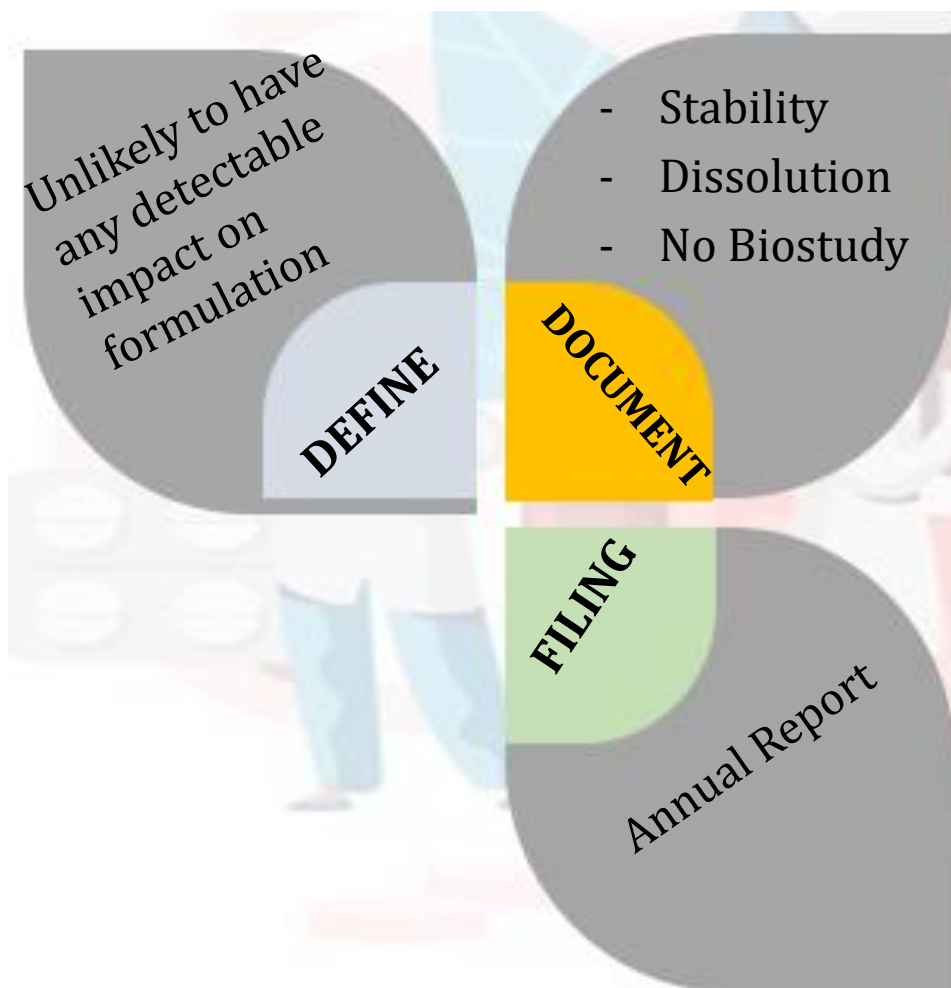 Unlikely to have
any detectable
impact on
formulation
DEFINE
- Stability
- Dissolution
- No Biostudy
DOCUMENT
FILING
Annual Report